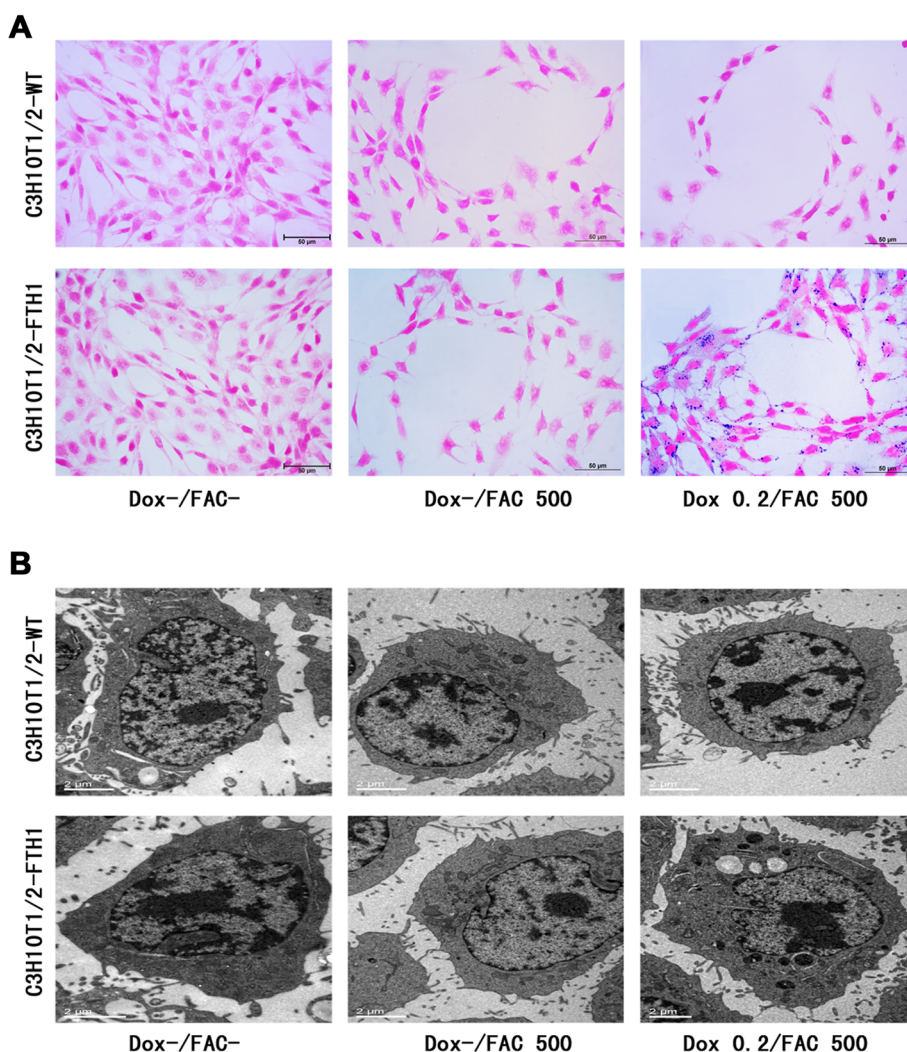 A
C3H10T1/2-WT
50 µm
50 µm
50 µm
C3H10T1/2-FTH1
50 µm
50 µm
50 µm
Dox-/FAC-
Dox-/FAC 500
Dox 0.2/FAC 500
B
C3H10T1/2-WT
2 µm
2 µm
2 µm
C3H10T1/2-FTH1
2 µm
2 µm
2 µm
Dox-/FAC-
Dox-/FAC 500
Dox 0.2/FAC 500